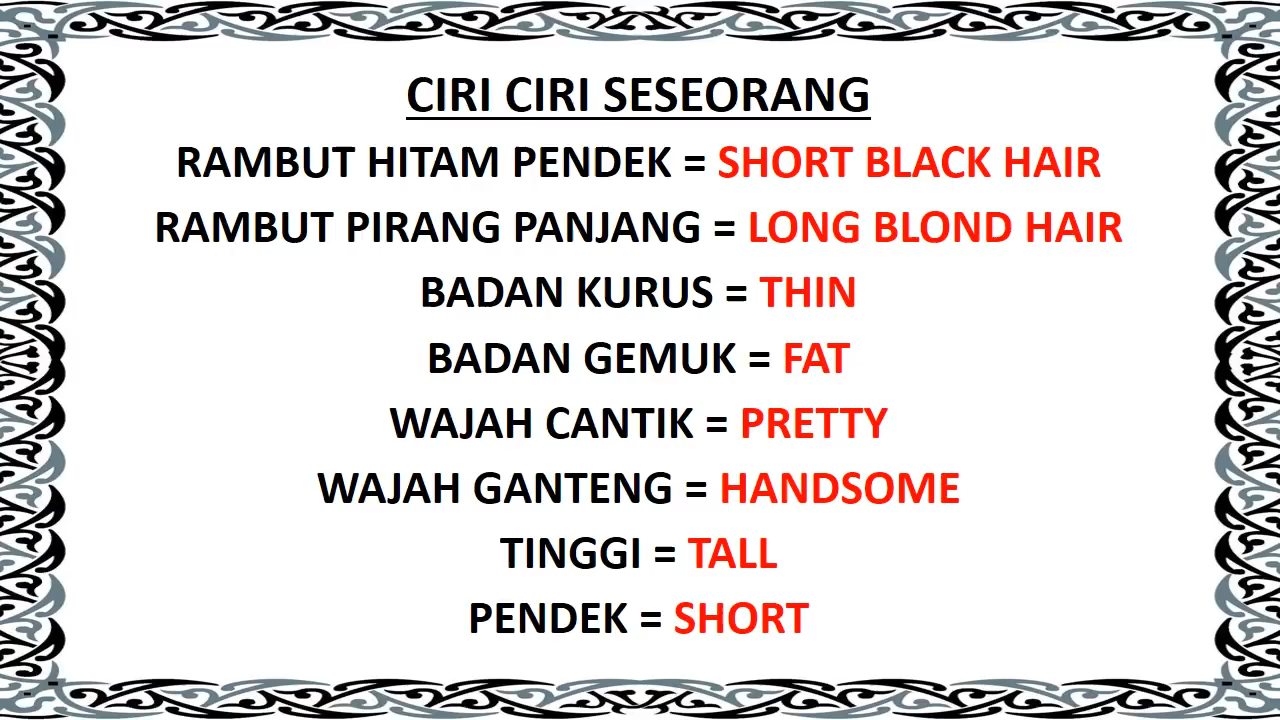 CIRI CIRI SESEORANG
RAMBUT HITAM PENDEK = SHORT BLACK HAIR
RAMBUT PIRANG PANJANG = LONG BLOND HAIR
BADAN KURUS = THIN
BADAN GEMUK = FAT
WAJAH CANTIK = PRETTY
WAJAH GANTENG = HANDSOME
TINGGI = TALL
PENDEK = SHORT